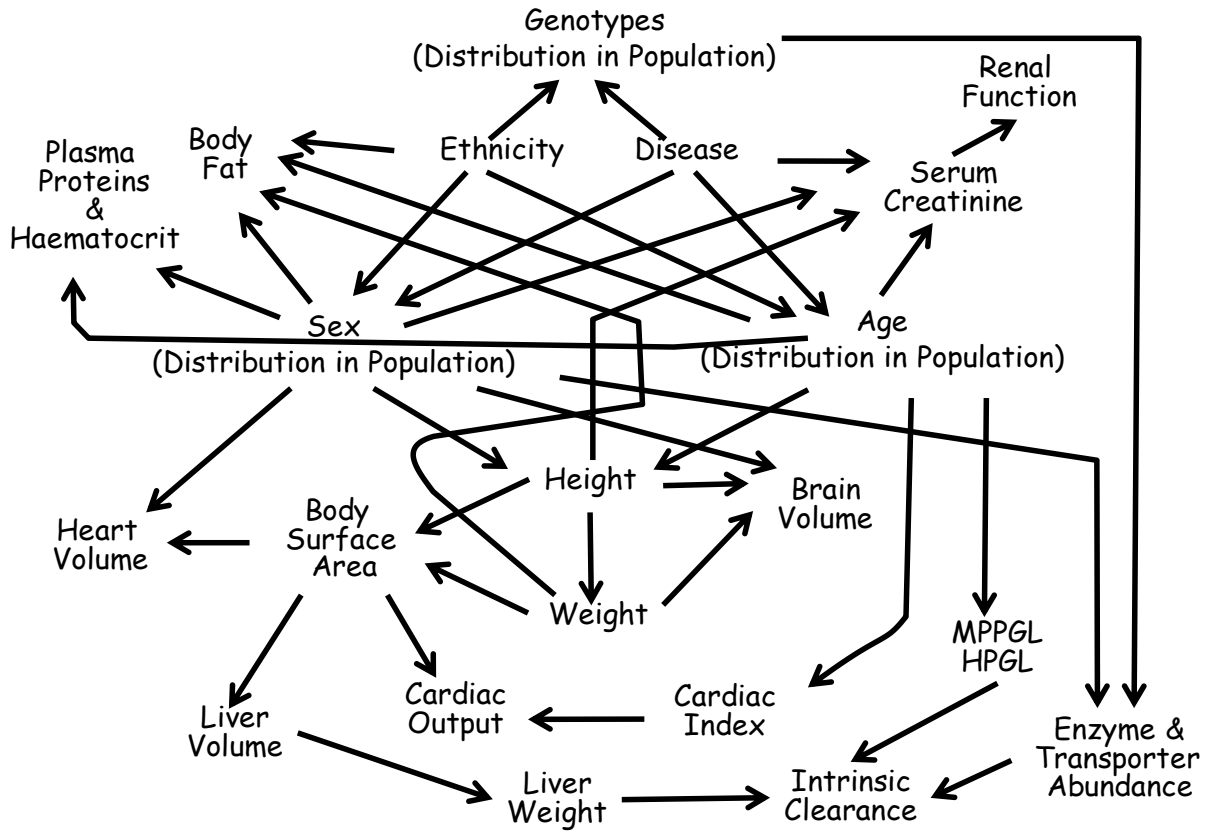 Genotypes
(Distribution in Population)
Renal
Function
Ethnicity
Disease
Body
Fat
Plasma
Proteins
&
Haematocrit
Serum
Creatinine
Sex
(Distribution in Population)
Age
(Distribution in Population)
Height
Brain
Volume
Heart
Volume
Body
Surface
Area
Weight
MPPGL
HPGL
Cardiac
Output
Cardiac
Index
Liver
Volume
Enzyme &
Transporter
Abundance
Liver
Weight
Intrinsic
Clearance